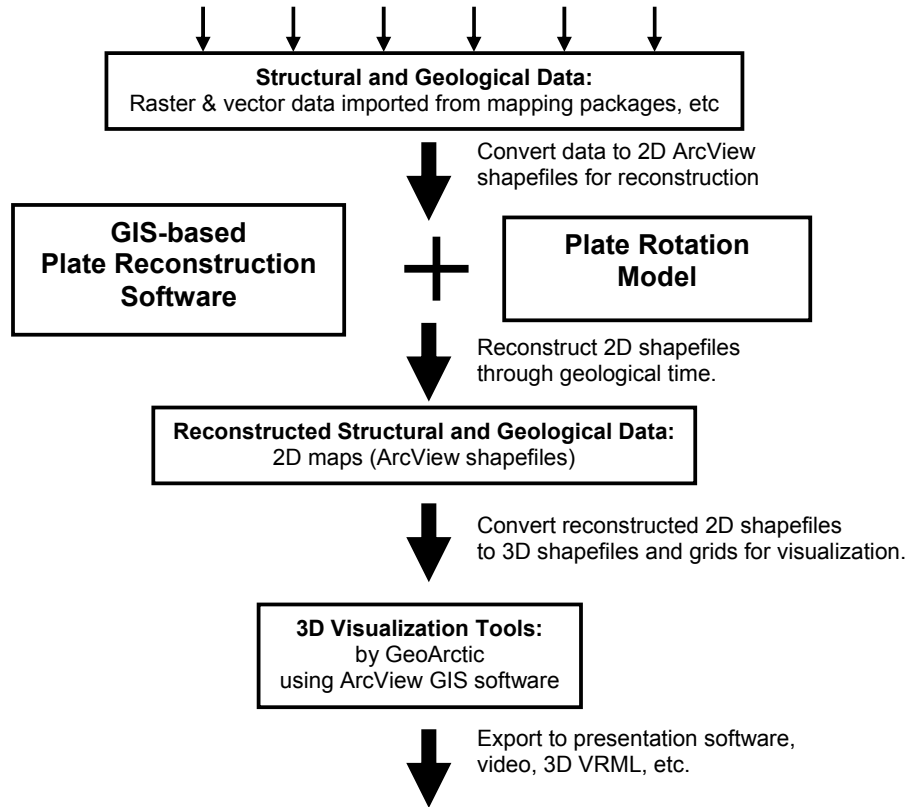 Structural and Geological Data:
Raster & vector data imported from mapping packages, etc
Convert data to 2D ArcView
shapefiles for reconstruction
GIS-based
Plate Reconstruction
Software
+
Plate Rotation
Model
Reconstruct 2D shapefiles
through geological time.
Reconstructed Structural and Geological Data:
2D maps (ArcView shapefiles)
Convert reconstructed 2D shapefiles
to 3D shapefiles and grids for visualization.
3D Visualization Tools:
by GeoArctic
using ArcView GIS software
Export to presentation software,
video, 3D VRML, etc.